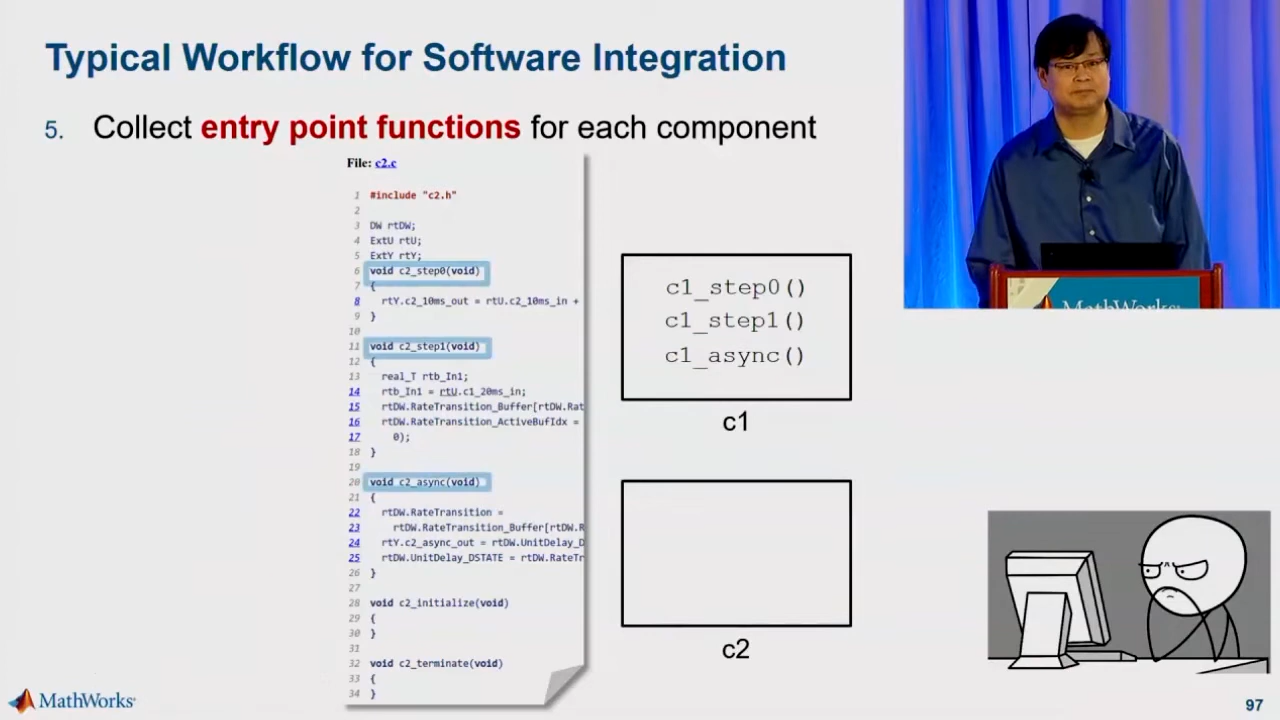 Typical Workflow for Software Integration
5. Collect entry point functions for each component
File: c2.c
1 #include "c2.h"
2
3 DW rtDW;
4 ExtU rtU;
5 ExtY rtY;
6 void c2_step0(void)
7 {
8 rtY.c2_10ms_out = rtU.c2_10ms_in +
9 }
10
11 void c2_step1(void)
12 {
13 real_T rtb_In1;
14 rtb_In1 = rtU.c1_20ms_in;
15 rtDW.RateTransition_Buffer[rtDW.Rat
16 rtDW.RateTransition_ActiveBufIdx =
17 0);
18 }
19
20 void c2_async(void)
21 {
22 rtDW.RateTransition =
23 rtDW.RateTransition_Buffer[rtDW.R
24 rtY.c2_async_out = rtDW.UnitDelay_D
25 rtDW.UnitDelay_DSTATE = rtDW.RateTr
26 }
27
28 void c2_initialize(void)
29 {
30 }
31
32 void c2_terminate(void)
33 {
34 }
c1_step0()
c1_step1()
c1_async()
c1
c2
MathWorks
MathWorks
97